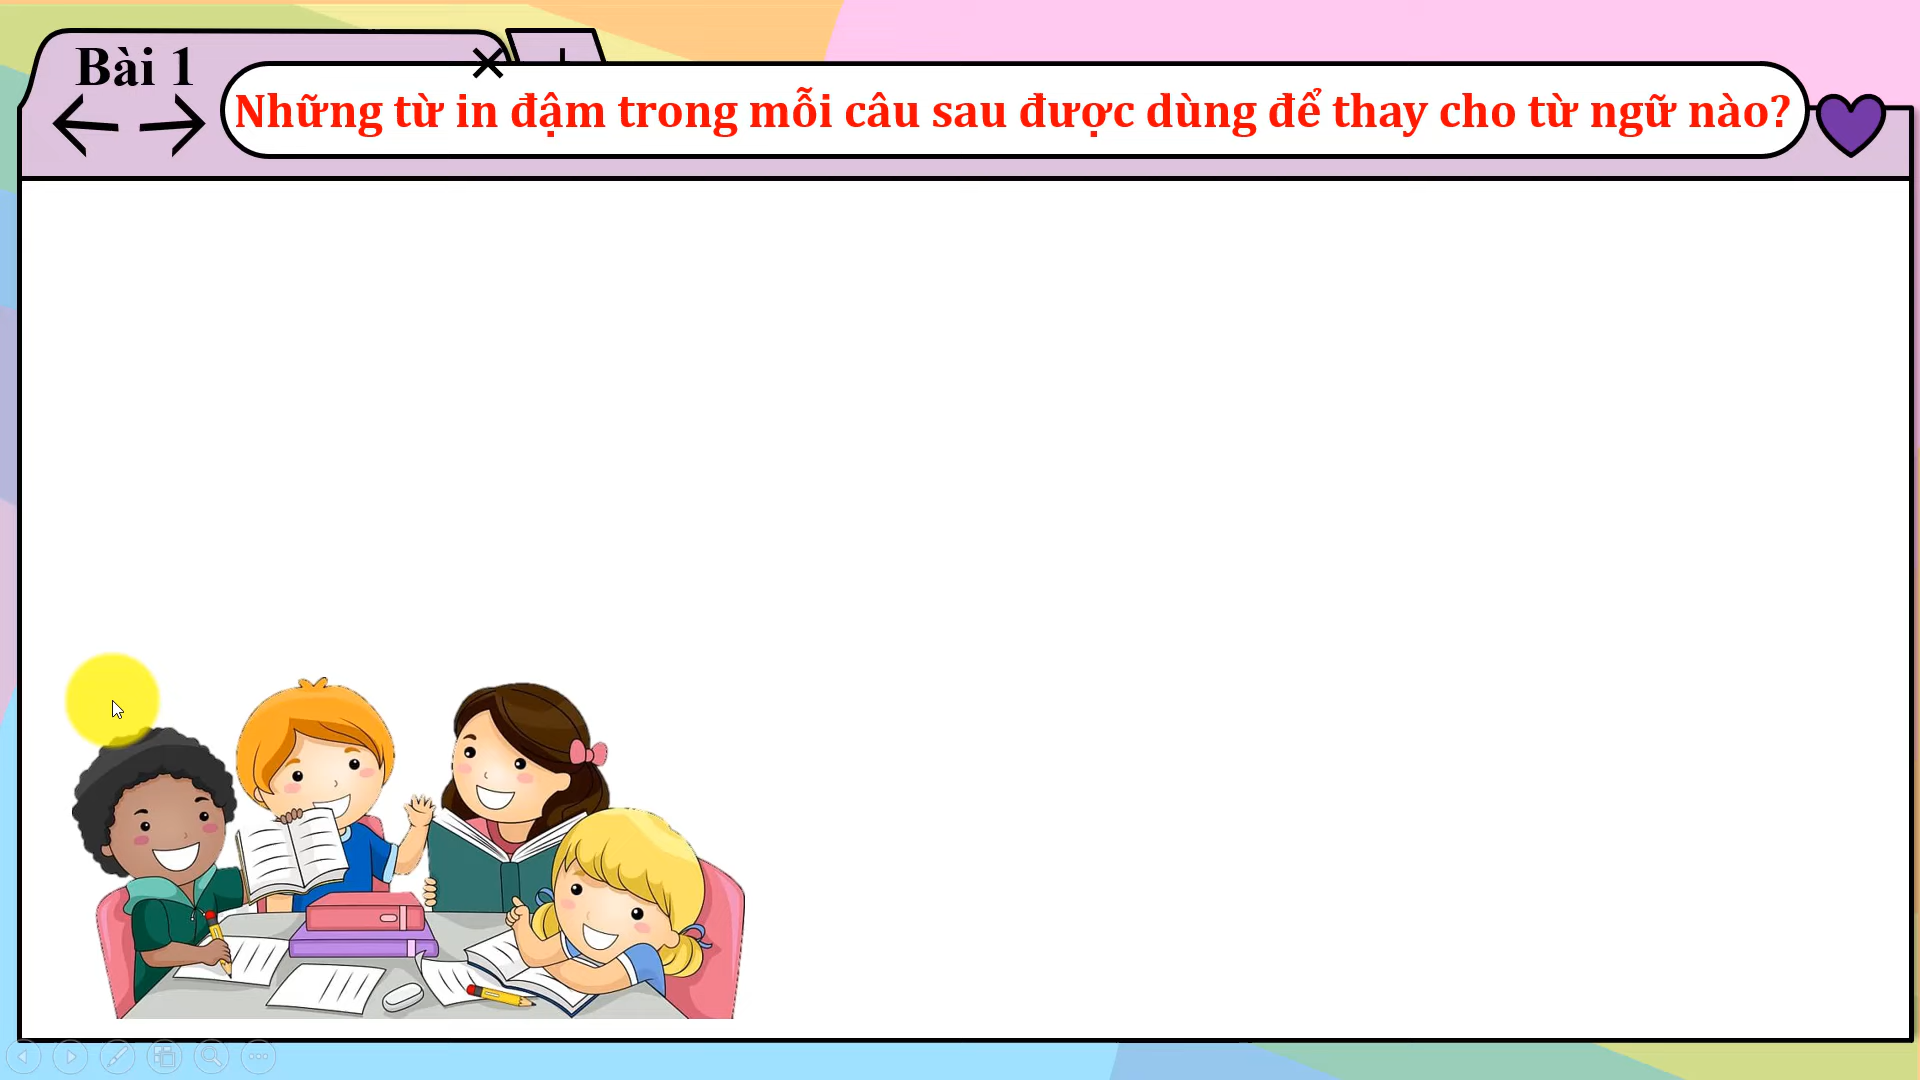 Bài 1
Những từ in đậm trong mỗi câu sau được dùng để thay cho từ ngữ nào?